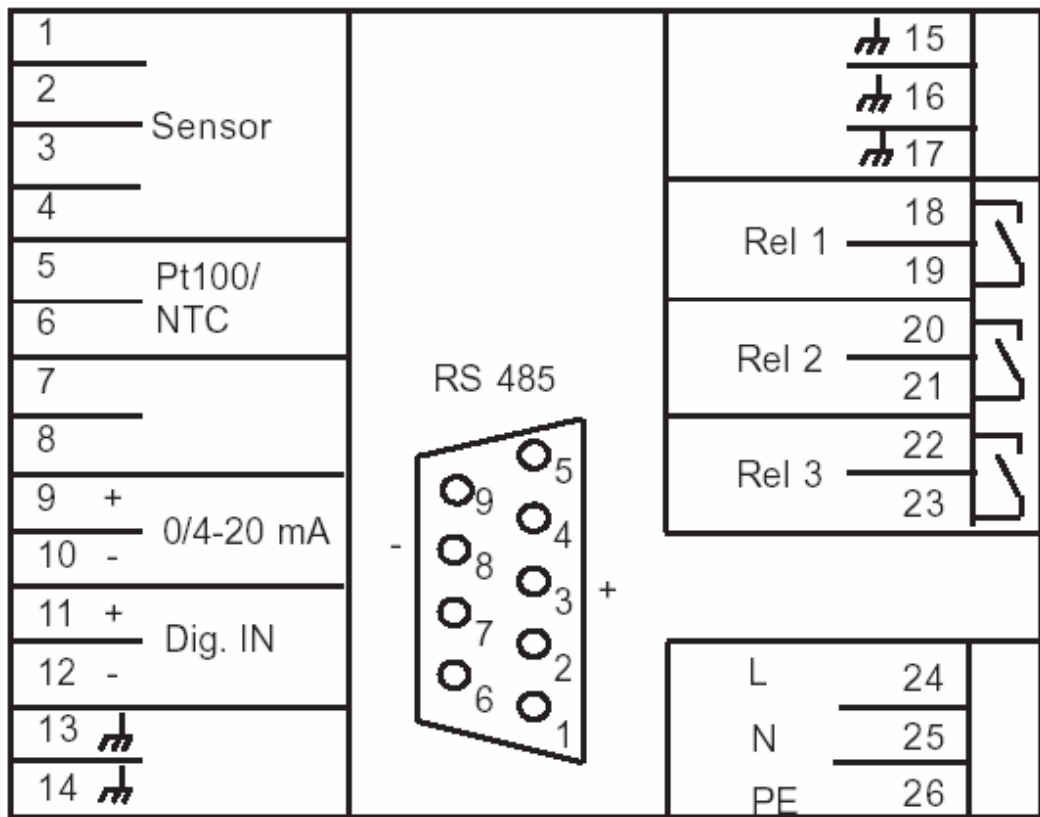 1
2
Sensor
3
4
5
Pt100/
NTC
6
7
8
9 +
0/4-20 mA
10 -
11 +
Dig. IN
12 -
13
14
RS 485
5
9
4
8
3
7
2
6
1
-
+
15
16
17
18
Rel 1
19
20
Rel 2
21
22
Rel 3
23
L 24
N 25
PE 26